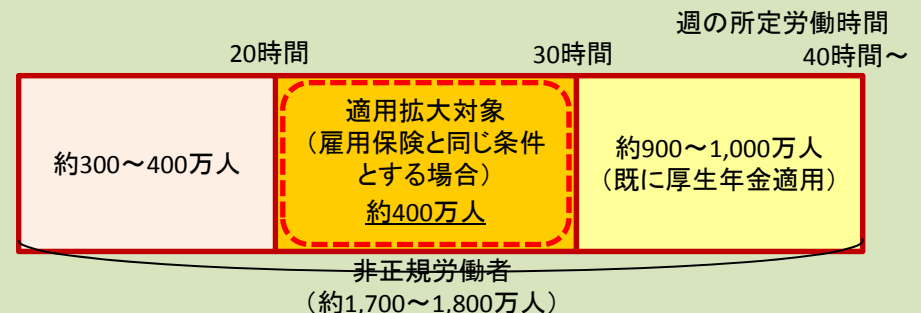 週の所定労働時間
20時間
30時間
40時間～
約300～400万人
適用拡大対象
（雇用保険と同じ条件
とする場合）
約400万人
約900～1,000万人
（既に厚生年金適用）
非正規労働者
（約1,700～1,800万人）